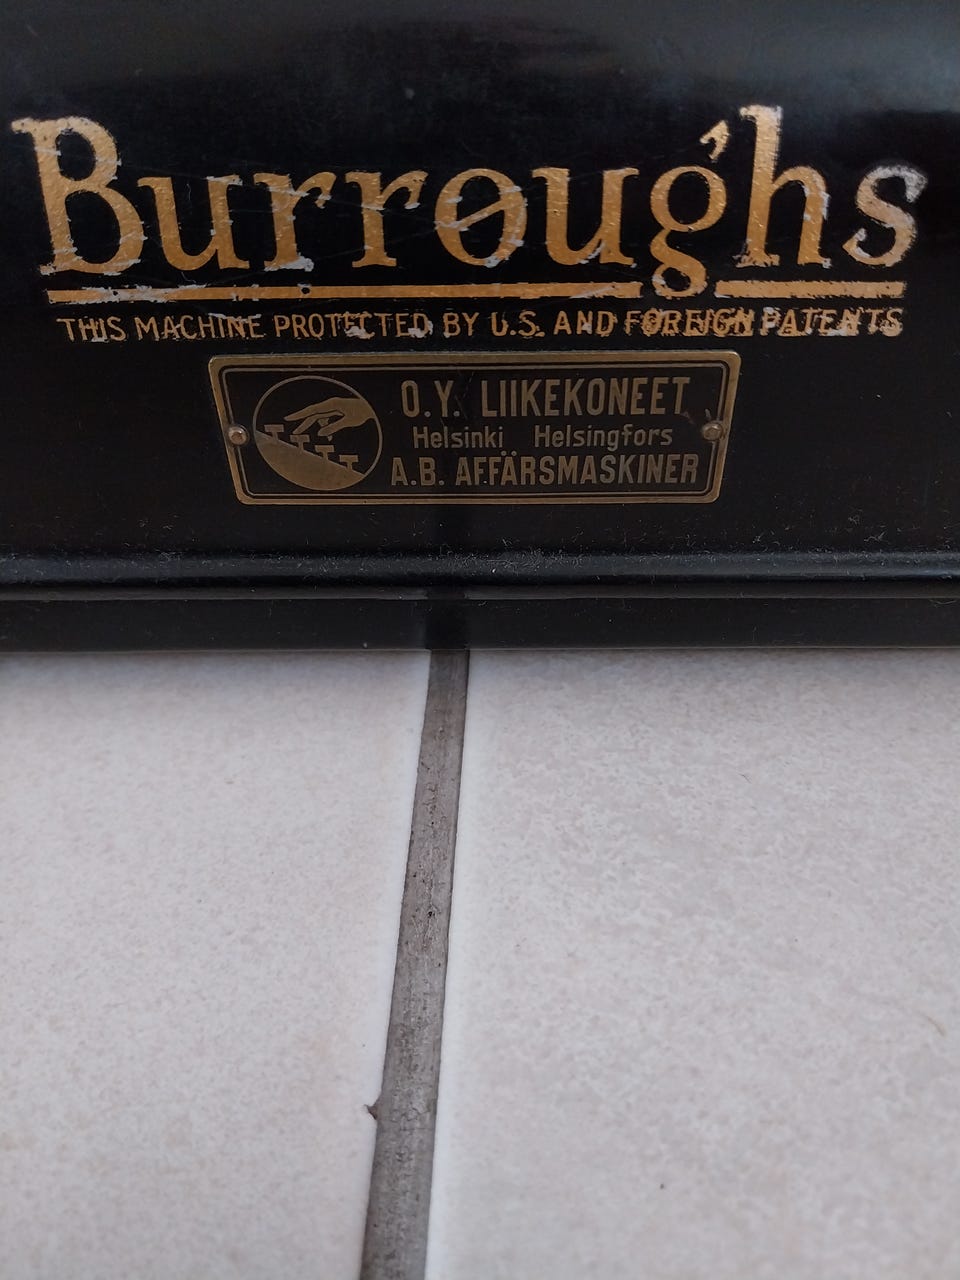 Burroughs
THIS MACHINE PROTECTED BY U.S. AND FOREIGN PATENTS
O.Y. LIIKEKONEET
Helsinki Helsingfors
A.B. AFFÄRSMASKINER